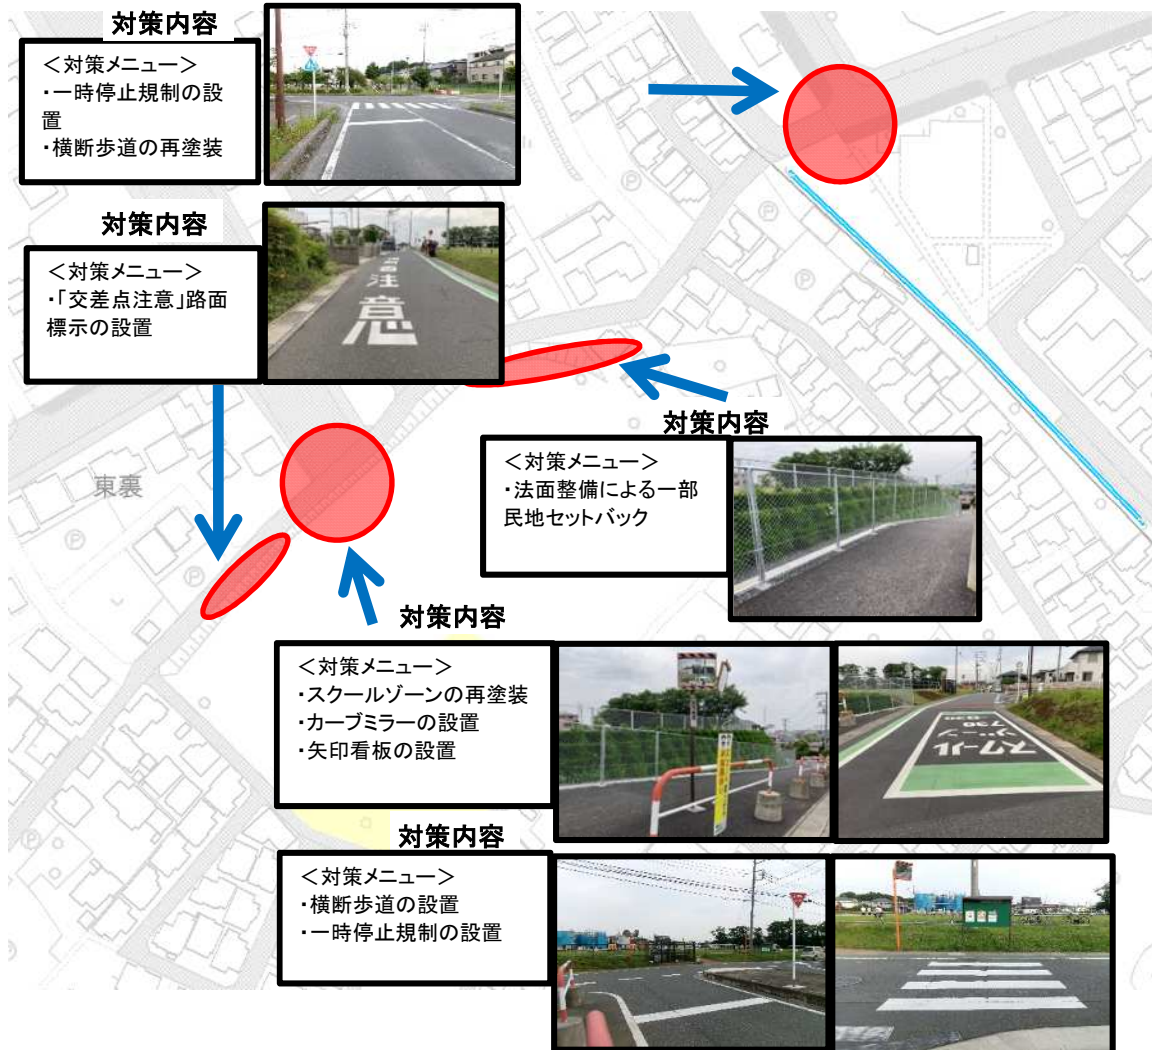 対策内容
＜対策メニュー＞
・一時停止規制の設
置
・横断歩道の再塗装
対策内容
＜対策メニュー＞
・「交差点注意」路面
標示の設置
注
意
対策内容
＜対策メニュー＞
・法面整備による一部
民地セットバック
東裏
対策内容
＜対策メニュー＞
・スクールゾーンの再塗装
・カーブミラーの設置
・矢印看板の設置
スクール
ゾーン
対策内容
＜対策メニュー＞
・横断歩道の設置
・一時停止規制の設置